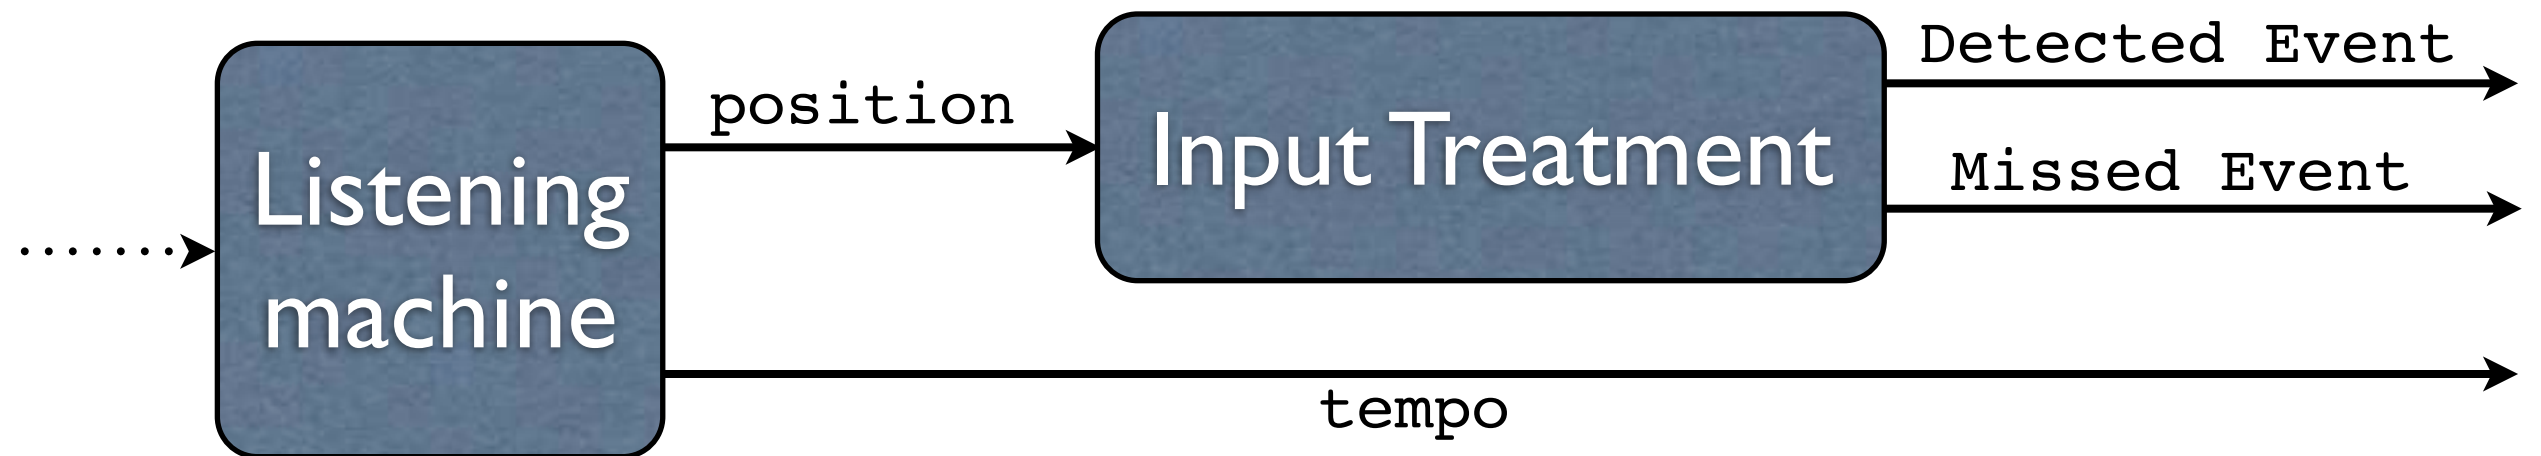 Listening
machine
position
Input Treatment
Detected Event
Missed Event
tempo